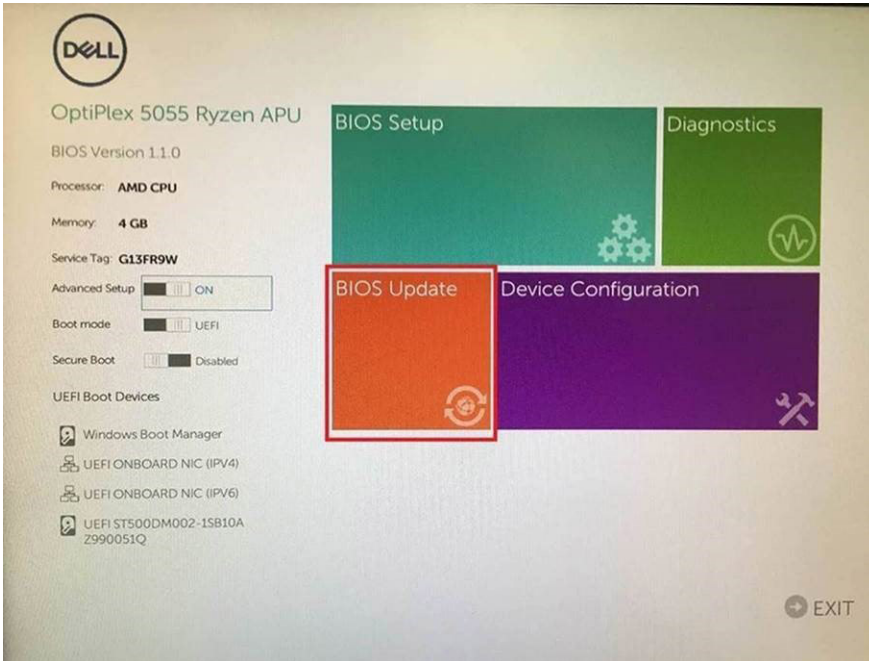 DELL
OptiPlex 5055 Ryzen APU
BIOS Version 1.1.0
Processor: AMD CPU
Memory: 4 GB
Service Tag: G13FR9W
Advanced Setup ON
Boot mode UEFI
Secure Boot Disabled
UEFI Boot Devices
Windows Boot Manager
UEFI ONBOARD NIC (IPV4)
UEFI ONBOARD NIC (IPV6)
UEFI ST500DM002-1SB10A
Z990051Q
BIOS Setup
Diagnostics
BIOS Update
Device Configuration
EXIT